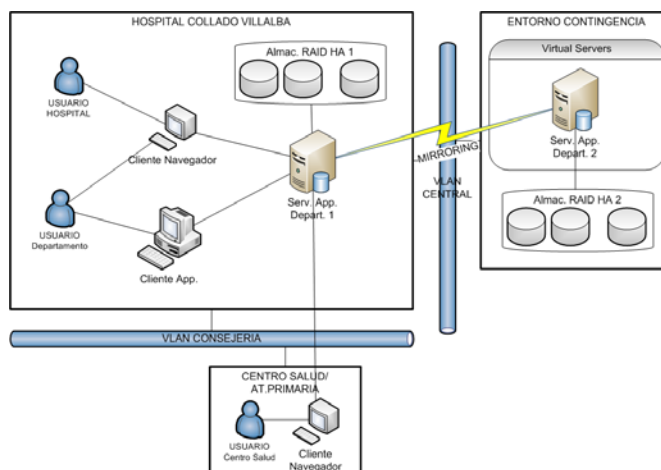 HOSPITAL COLLADO VILLALBA
Almac. RAID HA 1
USUARIO
HOSPITAL
Cliente Navegador
USUARIO
Departamento
Cliente App.
Serv. App.
Depart. 1
-MIRRORING-
VLAN
CENTRAL
ENTORNO CONTINGENCIA
Virtual Servers
Serv. App.
Depart. 2
Almac. RAID HA 2
VLAN CONSEJERIA
CENTRO SALUD/
AT.PRIMARIA
USUARIO
Centro Salud
Cliente
Navegador